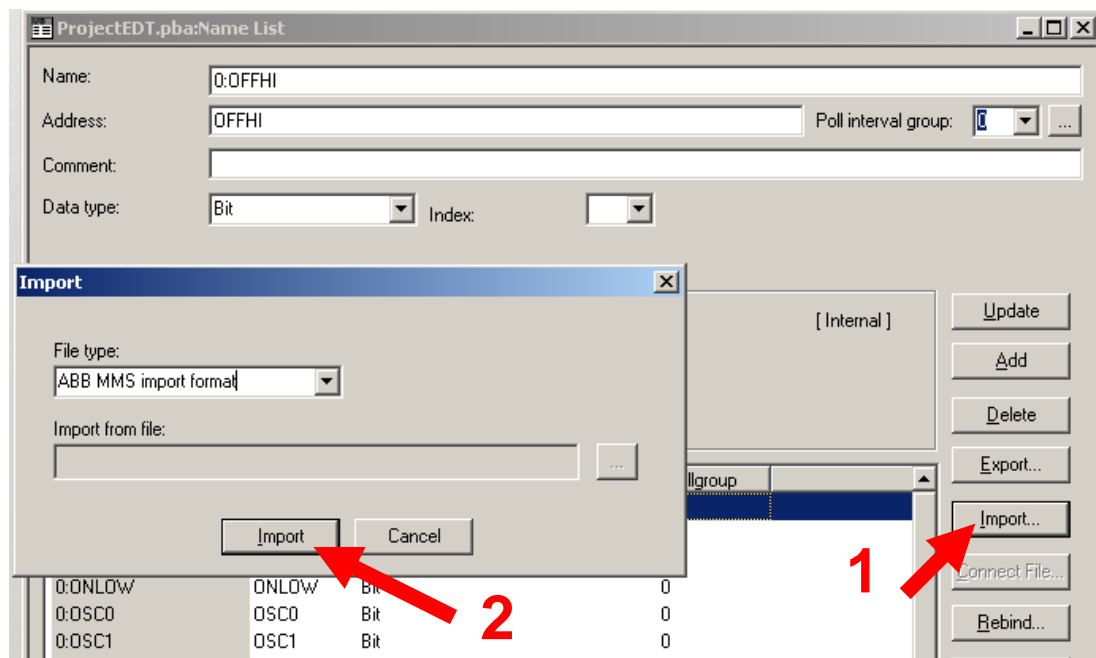 ProjectEDT.pba:Name List
Name: 0:OFFHI
Address: OFFHI Poll interval group: 0 ...
Comment:
Data type: Bit Index:
Import
[ Internal ]
Update
File type:
ABB MMS import format
Add
Import from file:
Delete
...
Export...
llgroup
Import...
Import Cancel
1
Connect File...
0:ONLOW ONLOW Bit 0
2
0:OSC0 OSC0 Bit 0
Rebind...
0:OSC1 OSC1 Bit 0